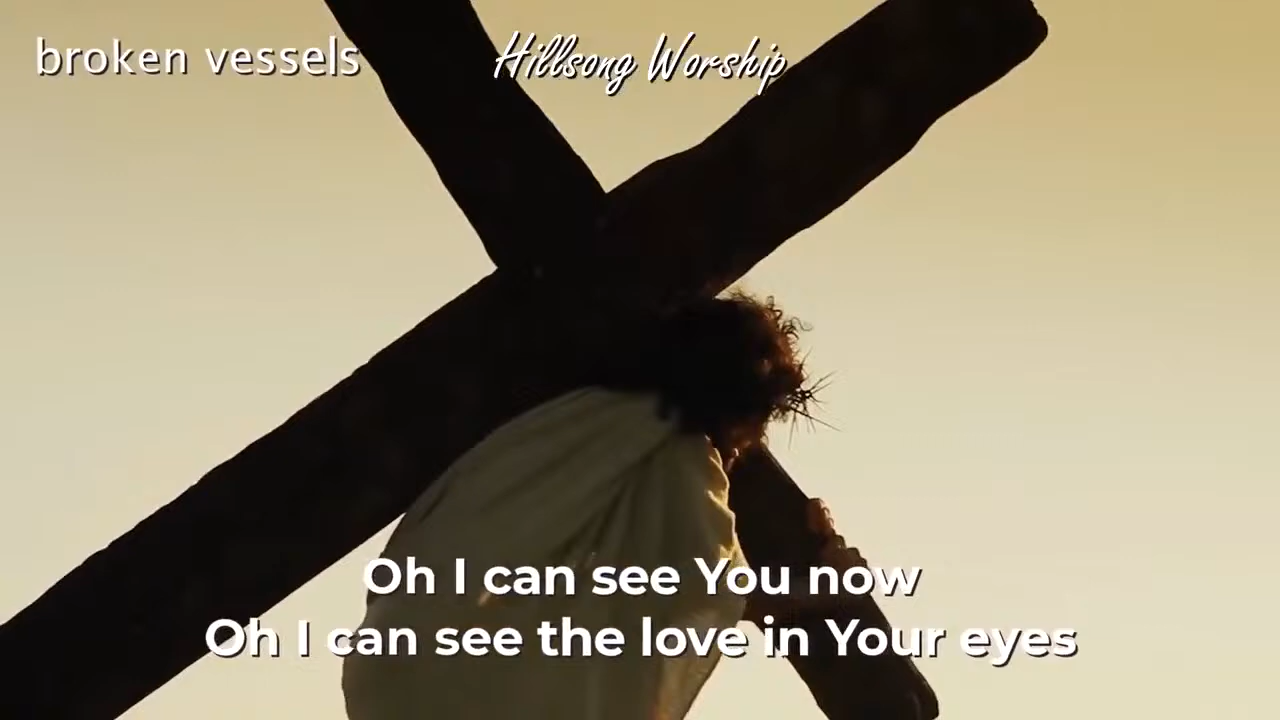 broken vessels
Hillsong Worship
Oh I can see You now
Oh I can see the love in Your eyes